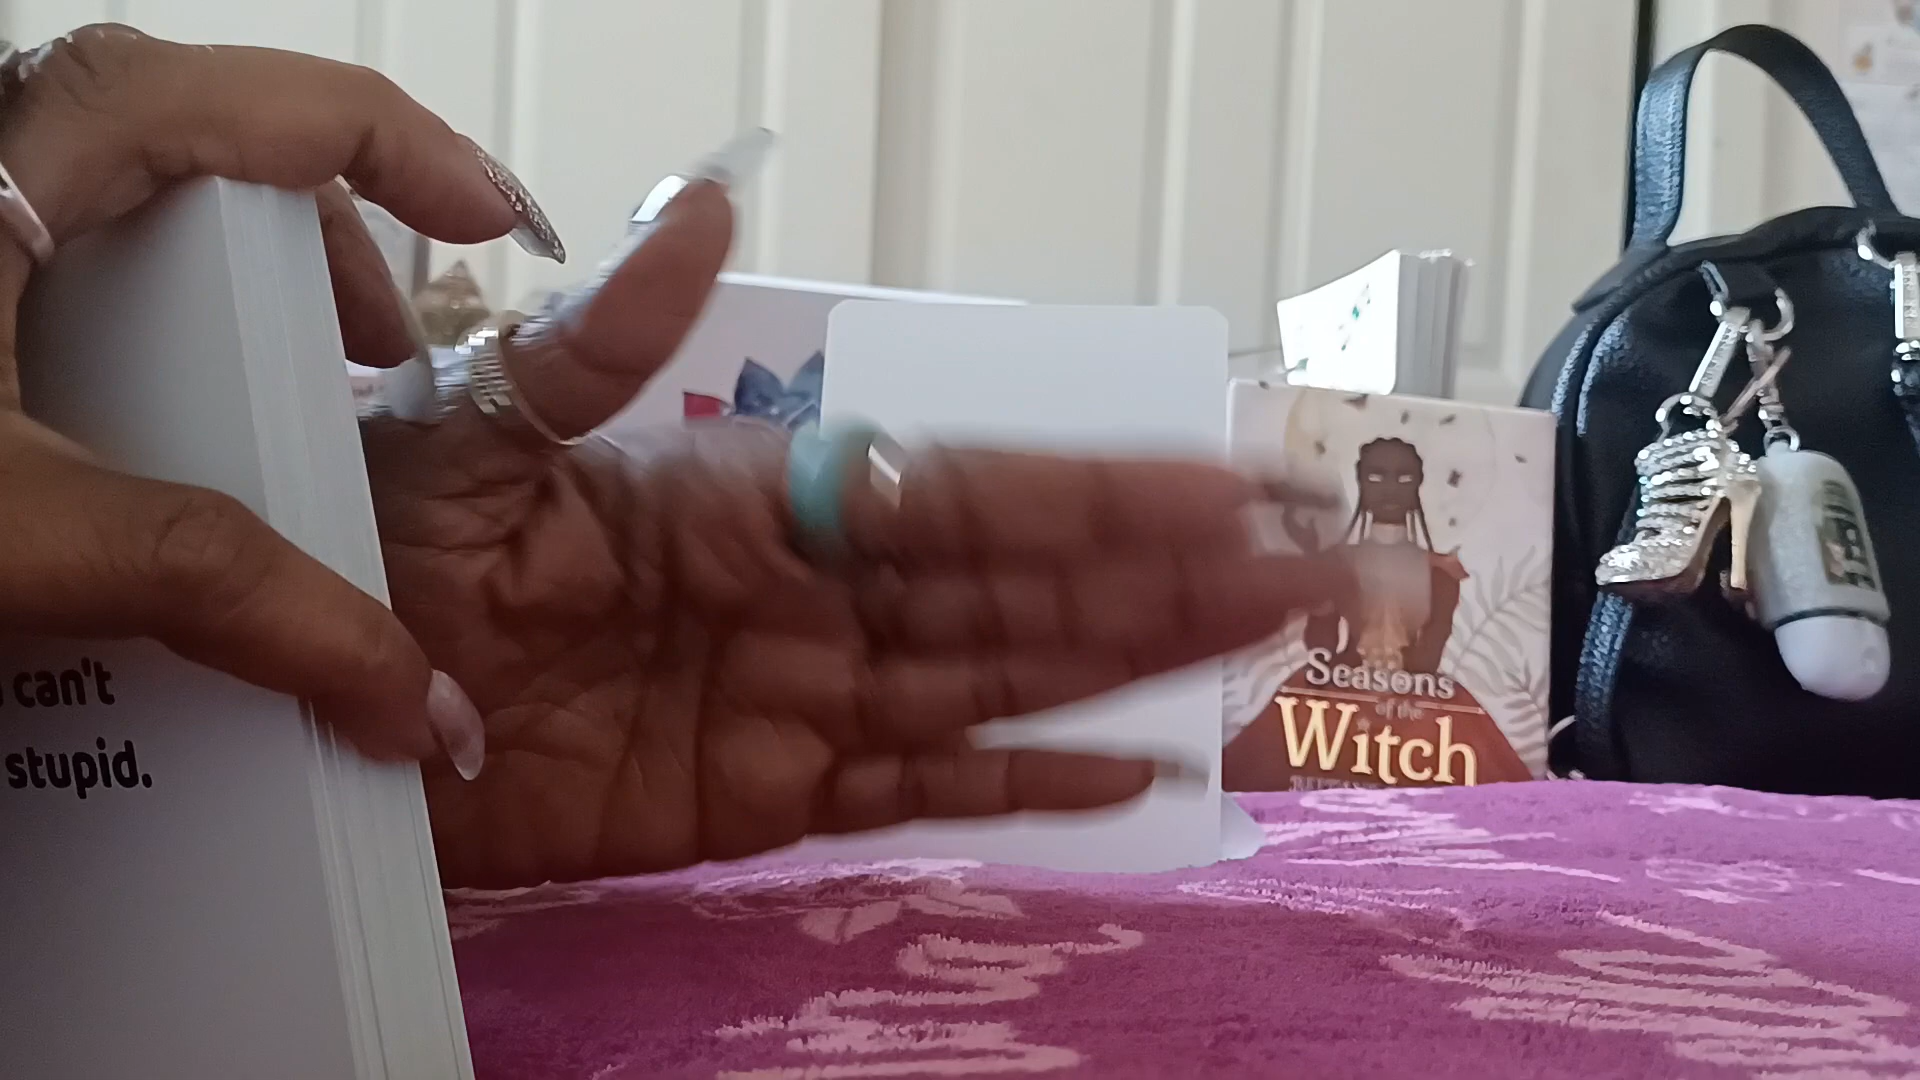 can't
stupid.
Seasons
of the
Witch